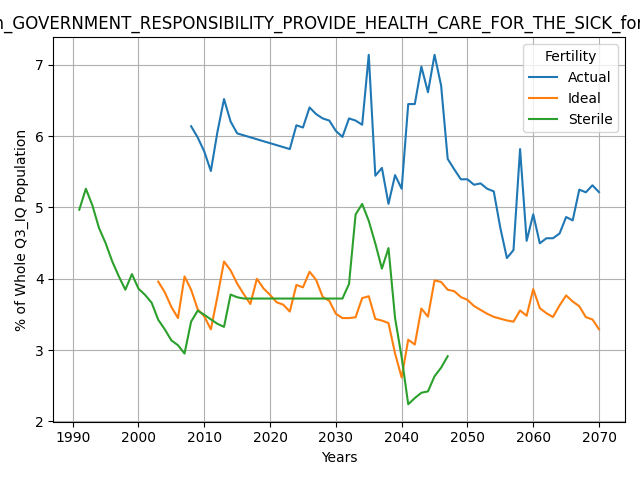 GOVERNMENT_RESPONSIBILITY_PROVIDE_HEALTH_CARE_FOR_THE_SICK_for
Fertility
Actual
Ideal
Sterile
% of Whole Q3_IQ Population
7
6
5
4
3
2
1990
2000
2010
2020
2030
2040
2050
2060
2070
Years